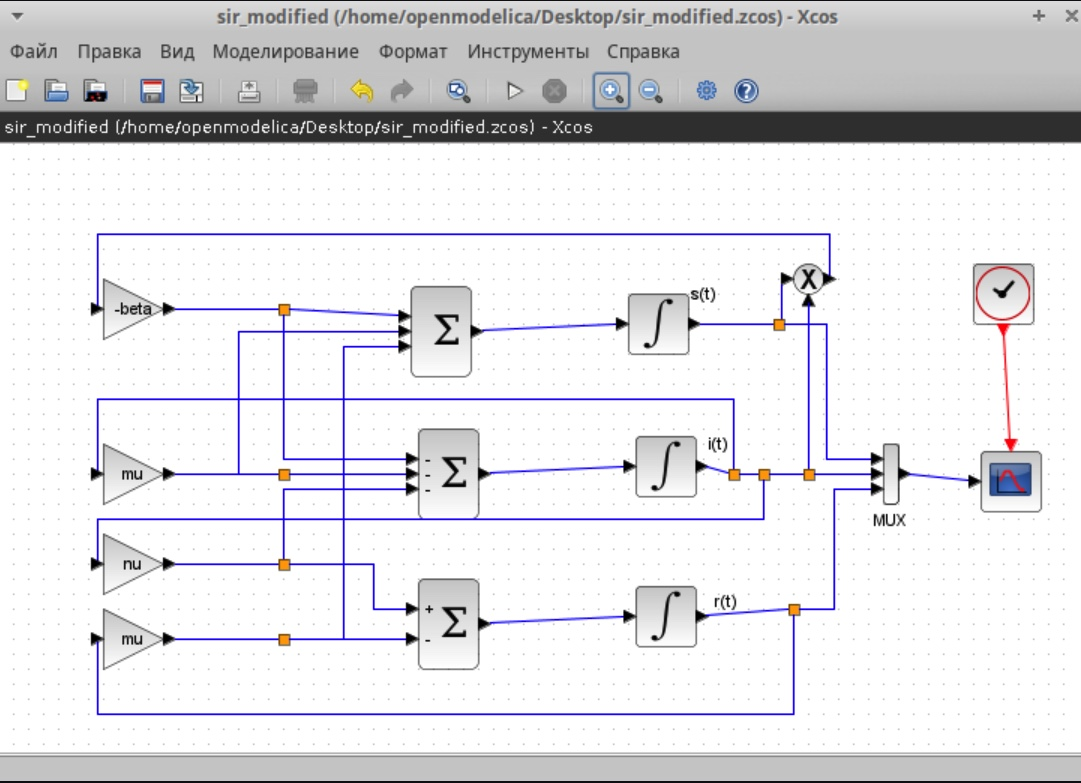 sir_modified (/home/openmodelica/Desktop/sir_modified.zcos) - Xcos
Файл Правка Вид Моделирование Формат Инструменты Справка
sir_modified (/home/openmodelica/Desktop/sir_modified.zcos) - Xcos
X
-beta
Σ
∫
s(t)
mu
-
-
-
Σ
∫
i(t)
MUX
nu
mu
+
-
Σ
∫
r(t)